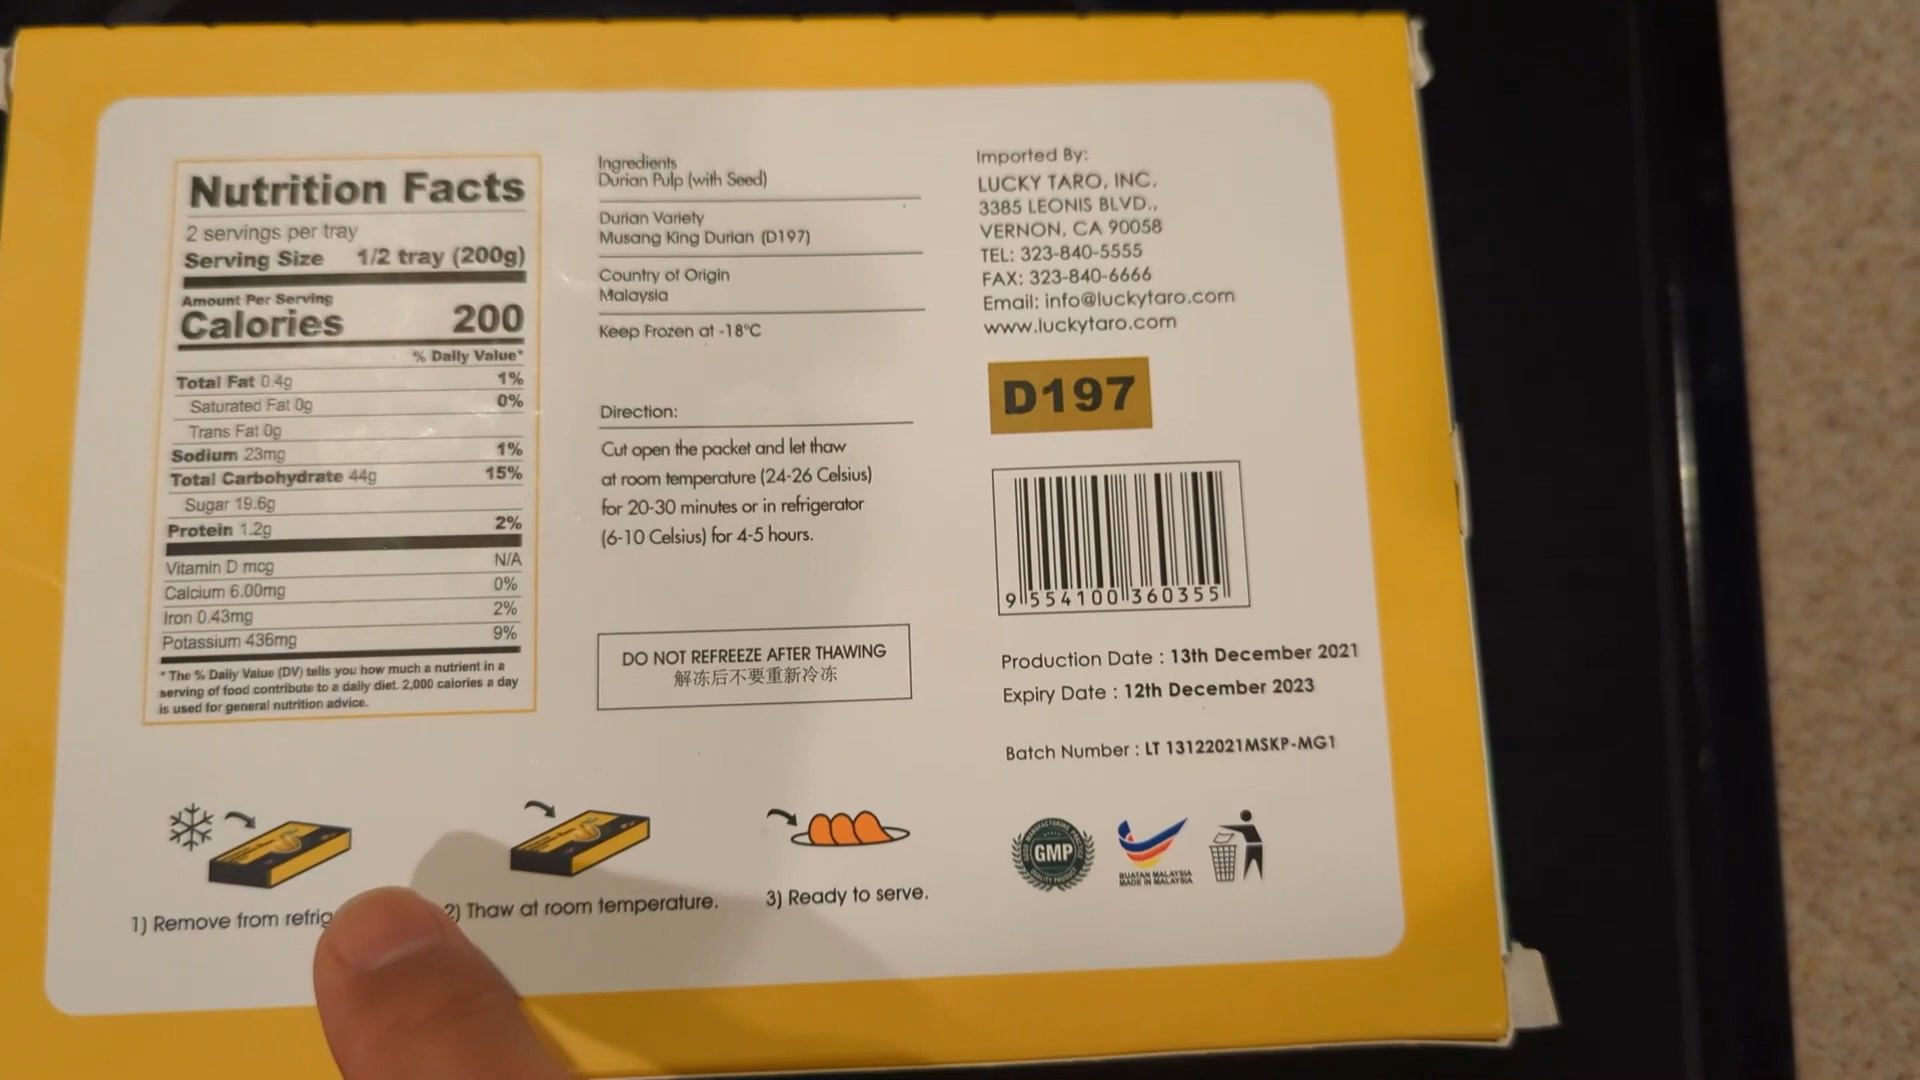 Nutrition Facts
2 servings per tray
Serving Size 1/2 tray (200g)
Amount Per Serving
Calories 200
% Daily Value*
Total Fat 0.4g 1%
Saturated Fat 0g 0%
Trans Fat 0g
Sodium 23mg 1%
Total Carbohydrate 44g 15%
Sugar 19.6g
Protein 1.2g 2%
Vitamin D mcg N/A
Calcium 6.00mg 0%
Iron 0.43mg 2%
Potassium 436mg 9%
* The % Daily Value (DV) tells you how much a nutrient in a
serving of food contribute to a daily diet. 2,000 calories a day
is used for general nutrition advice.
Ingredients
Durian Pulp (with Seed)
Durian Variety
Musang King Durian (D197)
Country of Origin
Malaysia
Keep Frozen at -18°C
Direction:
Cut open the packet and let thaw
at room temperature (24-26 Celsius)
for 20-30 minutes or in refrigerator
(6-10 Celsius) for 4-5 hours.
DO NOT REFREEZE AFTER THAWING
解冻后不要重新冷冻
Imported By:
LUCKY TARO, INC.
3385 LEONIS BLVD.,
VERNON, CA 90058
TEL: 323-840-5555
FAX: 323-840-6666
Email: info@luckytaro.com
www.luckytaro.com
D197
9 554100 360355
Production Date : 13th December 2021
Expiry Date : 12th December 2023
Batch Number : LT 13122021MSKP-MG1
1) Remove from
2) Thaw at room temperature.
3) Ready to serve.
GMP
BUATAN MALAYSIA
MADE IN MALAYSIA